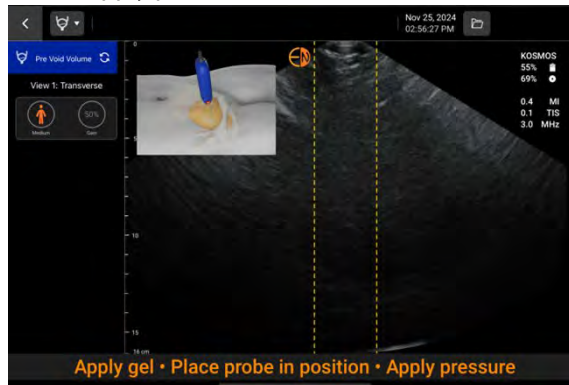 Nov 25, 2024
02:56:27 PM
Pre Void Volume
View 1: Transverse
Medium
50%
Gain
0
5
10
15
16 cm
KOSMOS
55%
69%
0.4 MI
0.1 TIS
3.0 MHz
Apply gel • Place probe in position • Apply pressure